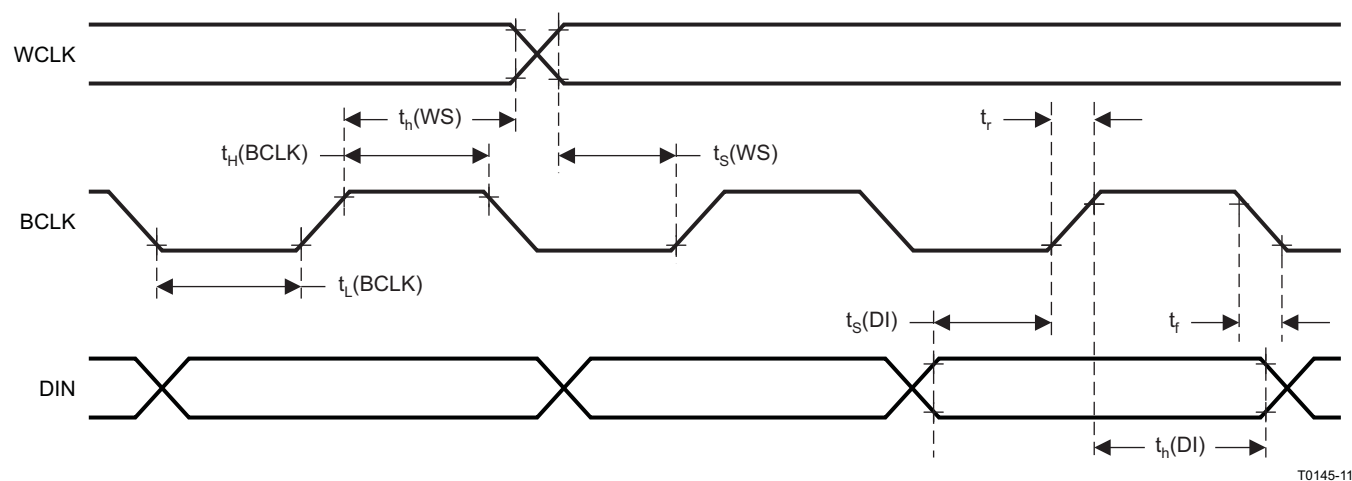 WCLK
t_h(WS)
t_r
t_H(BCLK)
t_S(WS)
BCLK
t_L(BCLK)
t_S(DI)
t_f
DIN
t_h(DI)
T0145-11